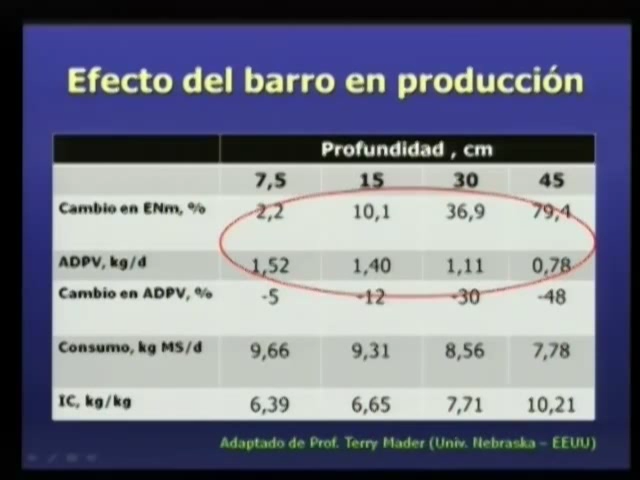 Efecto del barro en producción
Profundidad , cm
7,5 15 30 45
Cambio en ENm, % 2,2 10,1 36,9 79,4
ADPV, kg/d 1,52 1,40 1,11 0,78
Cambio en ADPV, % -5 -12 -30 -48
Consumo, kg MS/d 9,66 9,31 8,56 7,78
IC, kg/kg 6,39 6,65 7,71 10,21
Adaptado de Prof. Terry Mader (Univ. Nebraska – EEUU)